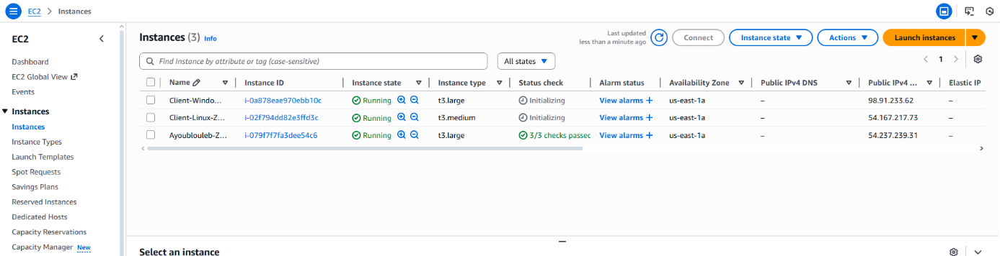 EC2 > Instances
EC2
Dashboard
EC2 Global View
Events
Instances
Instances
Instance Types
Launch Templates
Spot Requests
Savings Plans
Reserved Instances
Dedicated Hosts
Capacity Reservations
Capacity Manager New
Instances (3) Info
Last updated
less than a minute ago
Connect
Instance state
Actions
Launch instances
Find Instance by attribute or tag (case-sensitive)
All states
1
Name Instance ID Instance state Instance type Status check Alarm status Availability Zone Public IPv4 DNS Public IPv4 ... Elastic IP
Client-Windo... i-0a878eae970ebb10c Running t3.large Initializing View alarms + us-east-1a – 98.91.233.62 –
Client-Linux-Z... i-02f794dd82e3ffd3c Running t3.medium Initializing View alarms + us-east-1a – 54.167.217.73 –
Ayoublouleb-Z... i-079f7f7fa3dee54c6 Running t3.large 3/3 checks passed View alarms + us-east-1a – 54.237.239.31 –
Select an instance